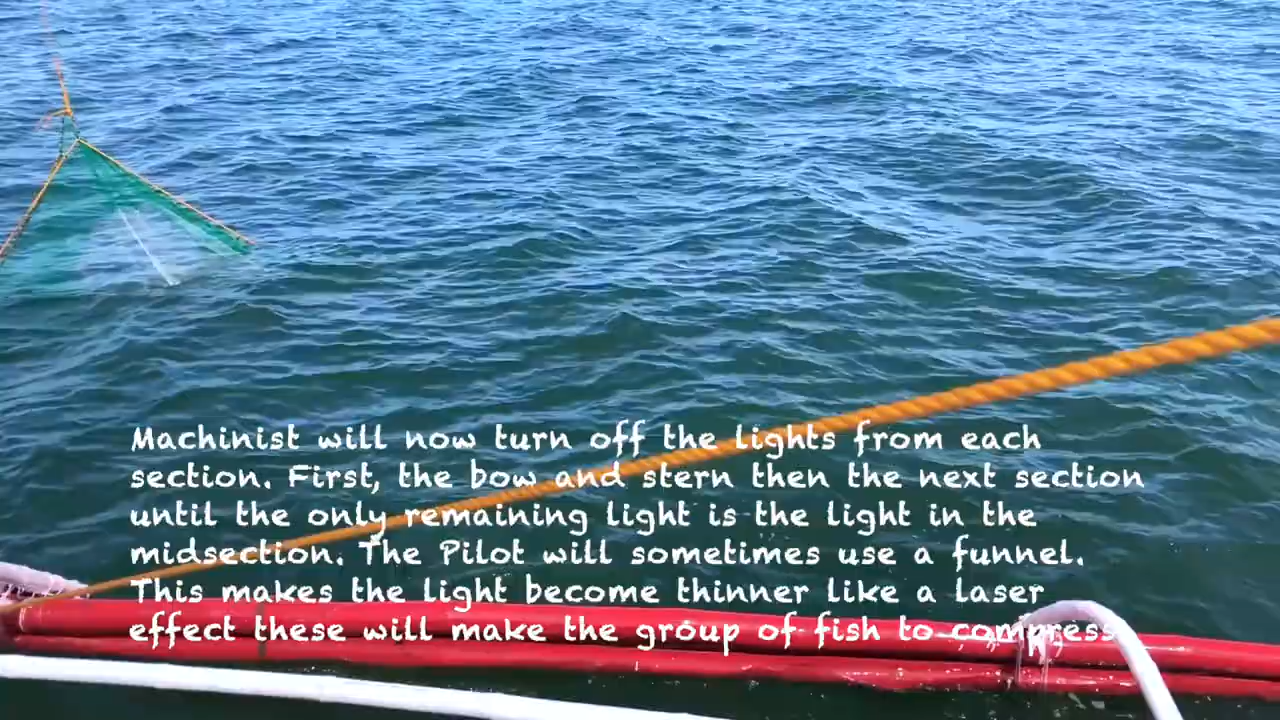 Machinist will now turn off the lights from each
section. First, the bow and stern then the next section
until the only remaining light is the light in the
midsection. The Pilot will sometimes use a funnel.
This makes the light become thinner like a laser
effect these will make the group of fish to compress.